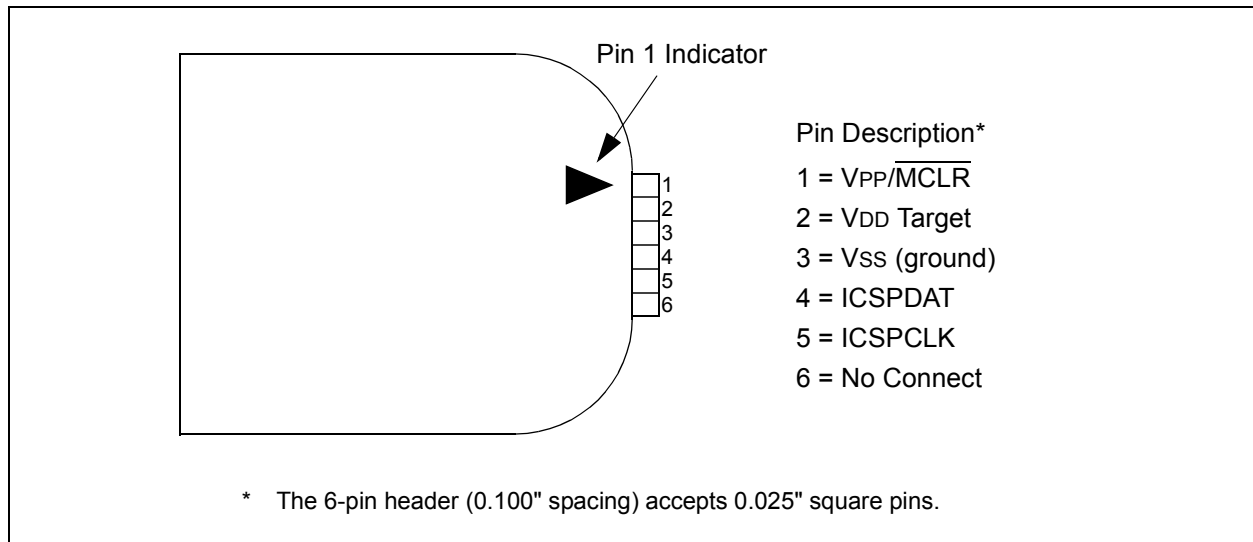 Pin 1 Indicator
1
2
3
4
5
6
Pin Description*
1 = VPP/M̅C̅L̅R̅
2 = VDD Target
3 = VSS (ground)
4 = ICSPDAT
5 = ICSPCLK
6 = No Connect
* The 6-pin header (0.100" spacing) accepts 0.025" square pins.